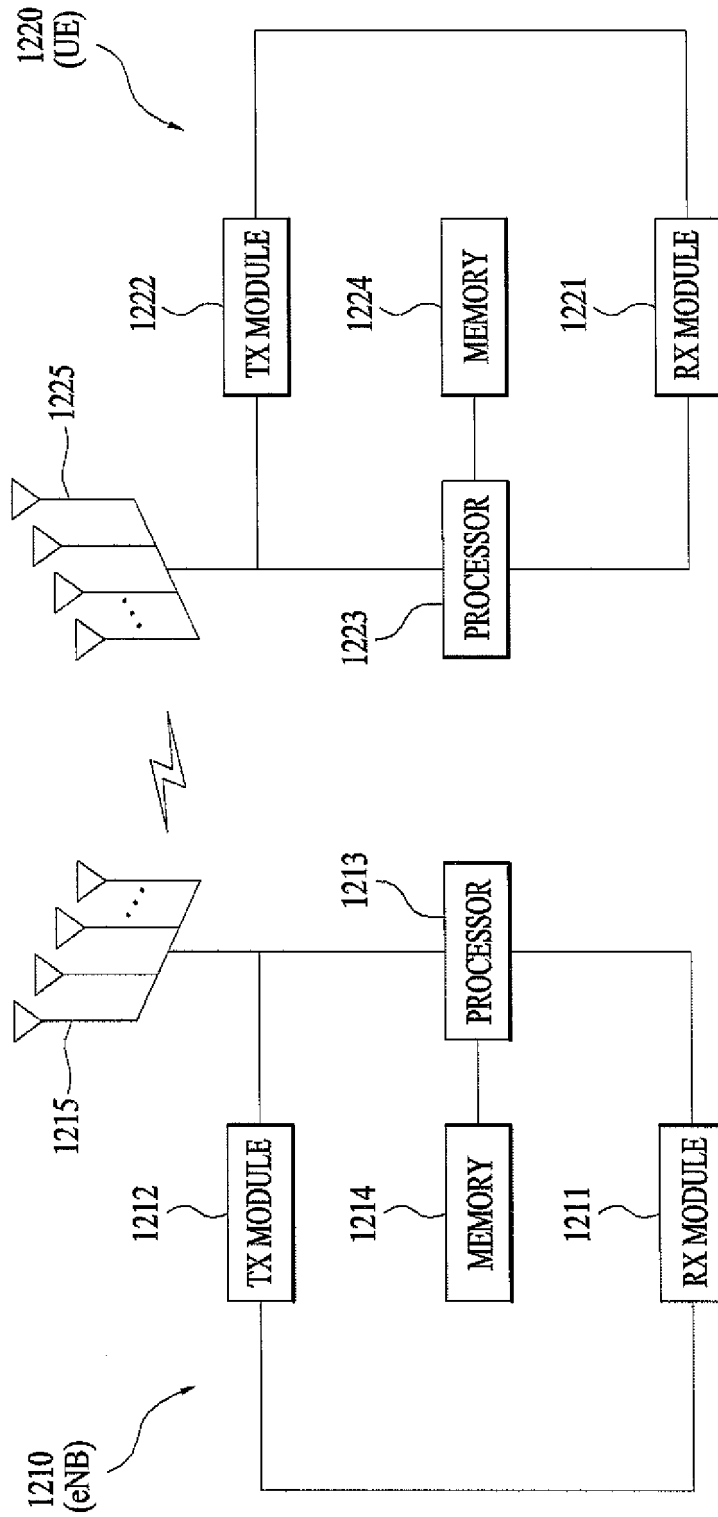 1210
(eNB)
1215
1212
TX MODULE
1213
PROCESSOR
1214
MEMORY
1211
RX MODULE
1220
(UE)
1225
1222
TX MODULE
1223
PROCESSOR
1224
MEMORY
1221
RX MODULE